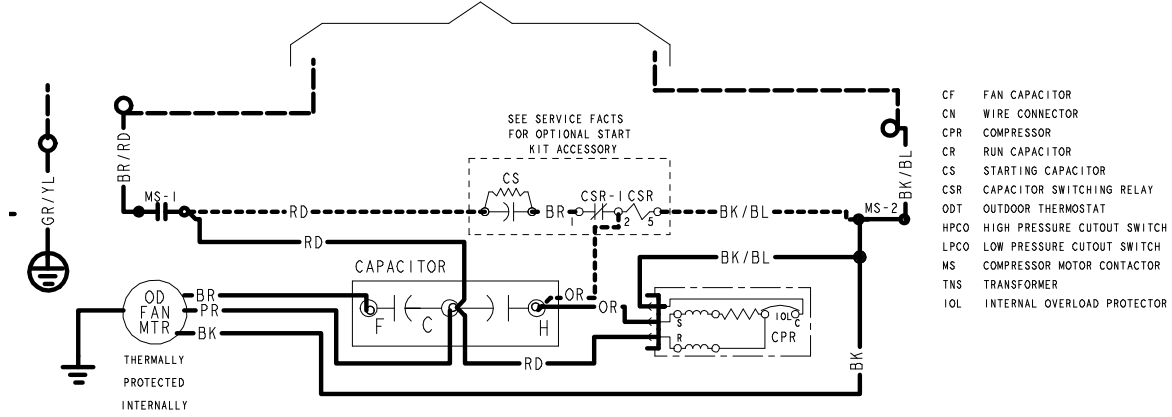 SEE SERVICE FACTS
FOR OPTIONAL START
KIT ACCESSORY
CS
CSR-1 CSR
BR/RD
GR/YL
MS-1
RD
BR
1
2
5
BK/BL
MS-2
BK/BL
RD
CAPACITOR
F
C
H
OR
OR
BK/BL
S
R
IOL
C
CPR
OD
FAN
MTR
BR
PR
BK
RD
BK
THERMALLY
PROTECTED
INTERNALLY
CF FAN CAPACITOR
CN WIRE CONNECTOR
CPR COMPRESSOR
CR RUN CAPACITOR
CS STARTING CAPACITOR
CSR CAPACITOR SWITCHING RELAY
ODT OUTDOOR THERMOSTAT
HPCO HIGH PRESSURE CUTOUT SWITCH
LPCO LOW PRESSURE CUTOUT SWITCH
MS COMPRESSOR MOTOR CONTACTOR
TNS TRANSFORMER
IOL INTERNAL OVERLOAD PROTECTOR